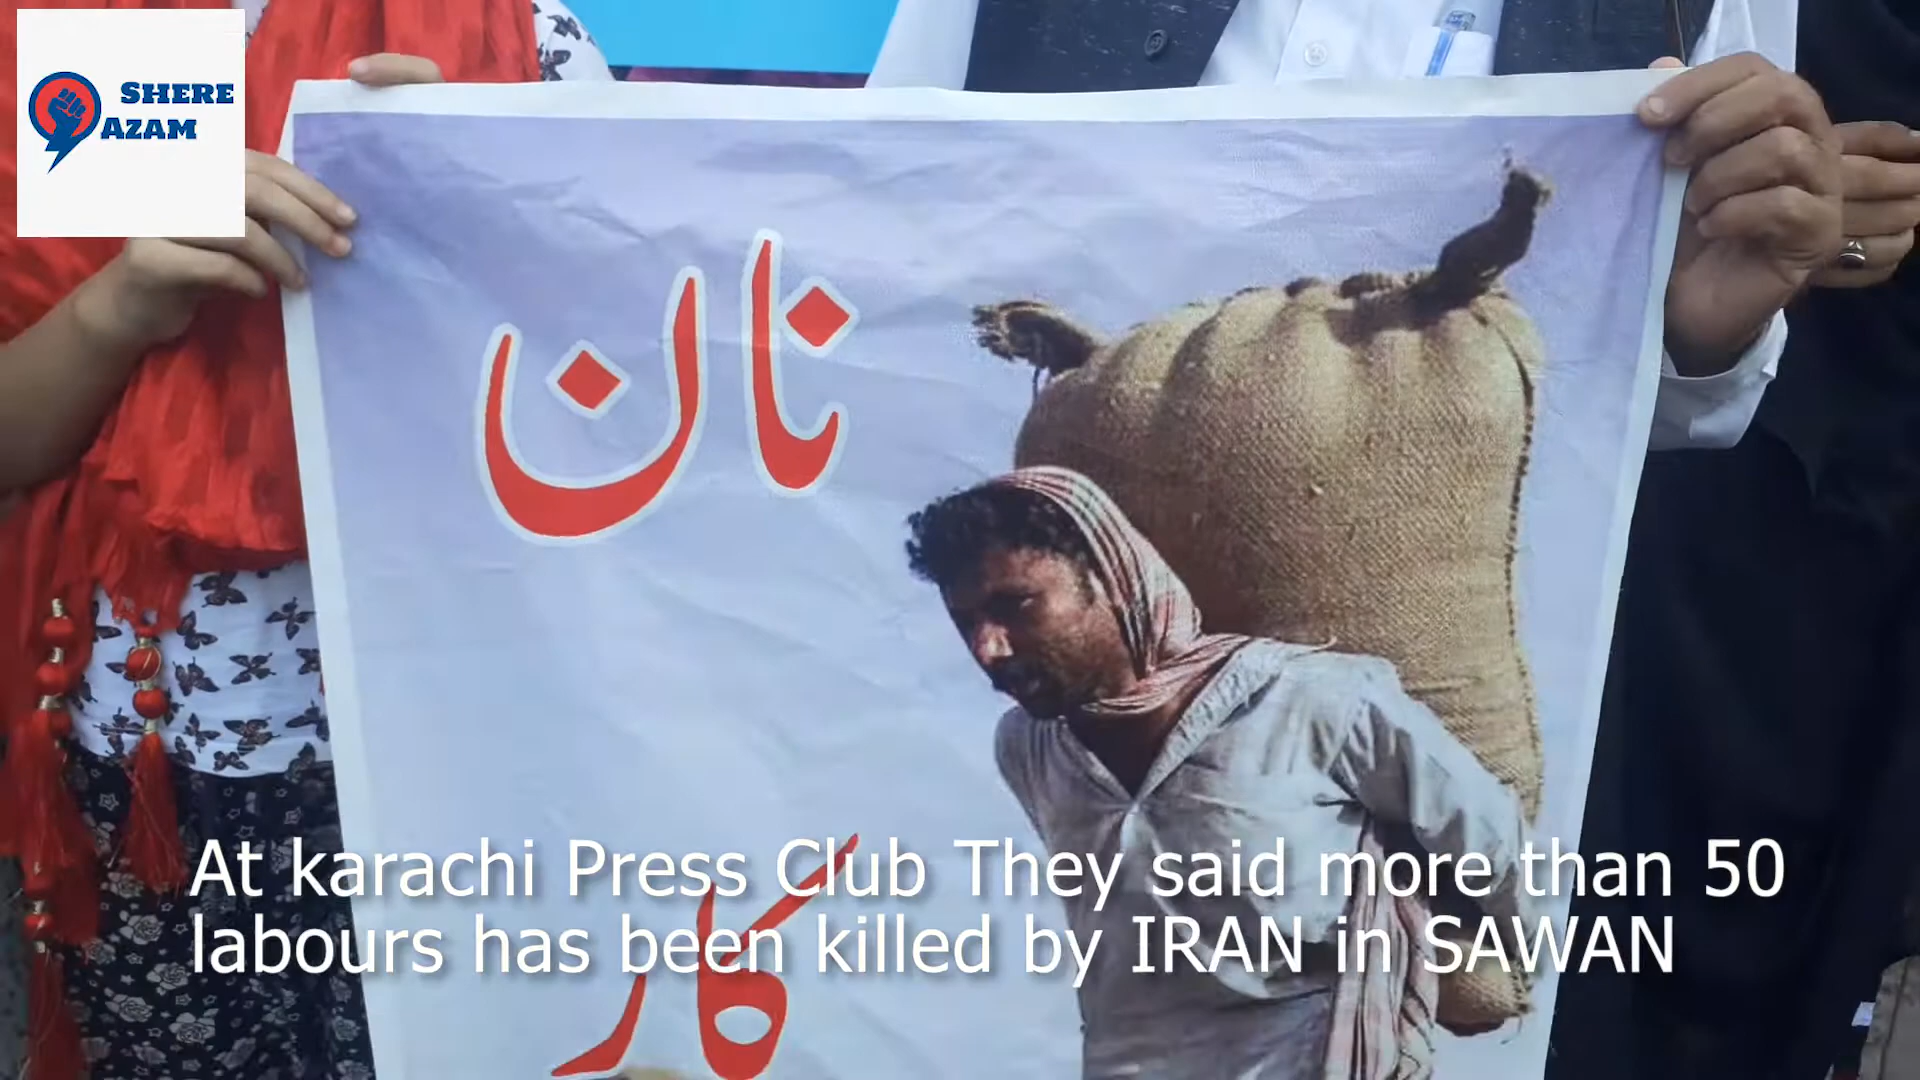 SHERE
AZAM
نان
کار
At karachi Press Club They said more than 50
labours has been killed by IRAN in SAWAN